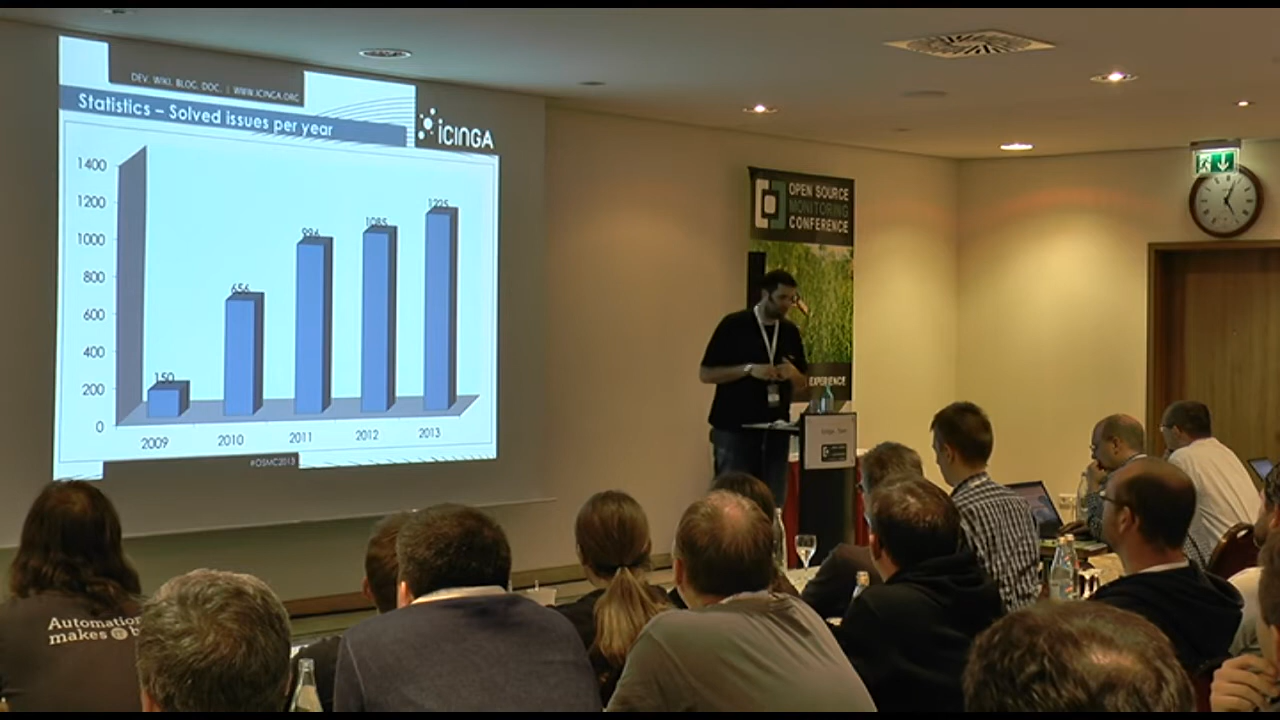 DEV. WIKI. BLOG. DOC. | WWW.ICINGA.ORG
Statistics – Solved issues per year
icinga
1400
1200
1000
800
600
400
200
0
150
656
996
1085
1225
2009
2010
2011
2012
2013
#OSMC2013
OPEN SOURCE
MONITORING
CONFERENCE
EXPERIENCE
Automation
makes